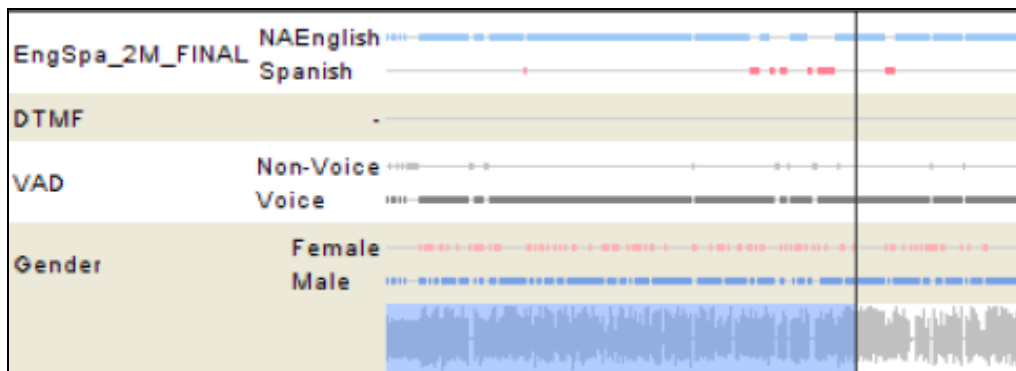 NAEnglish
EngSpa_2M_FINAL
Spanish
DTMF -
Non-Voice
VAD
Voice
Female
Gender
Male